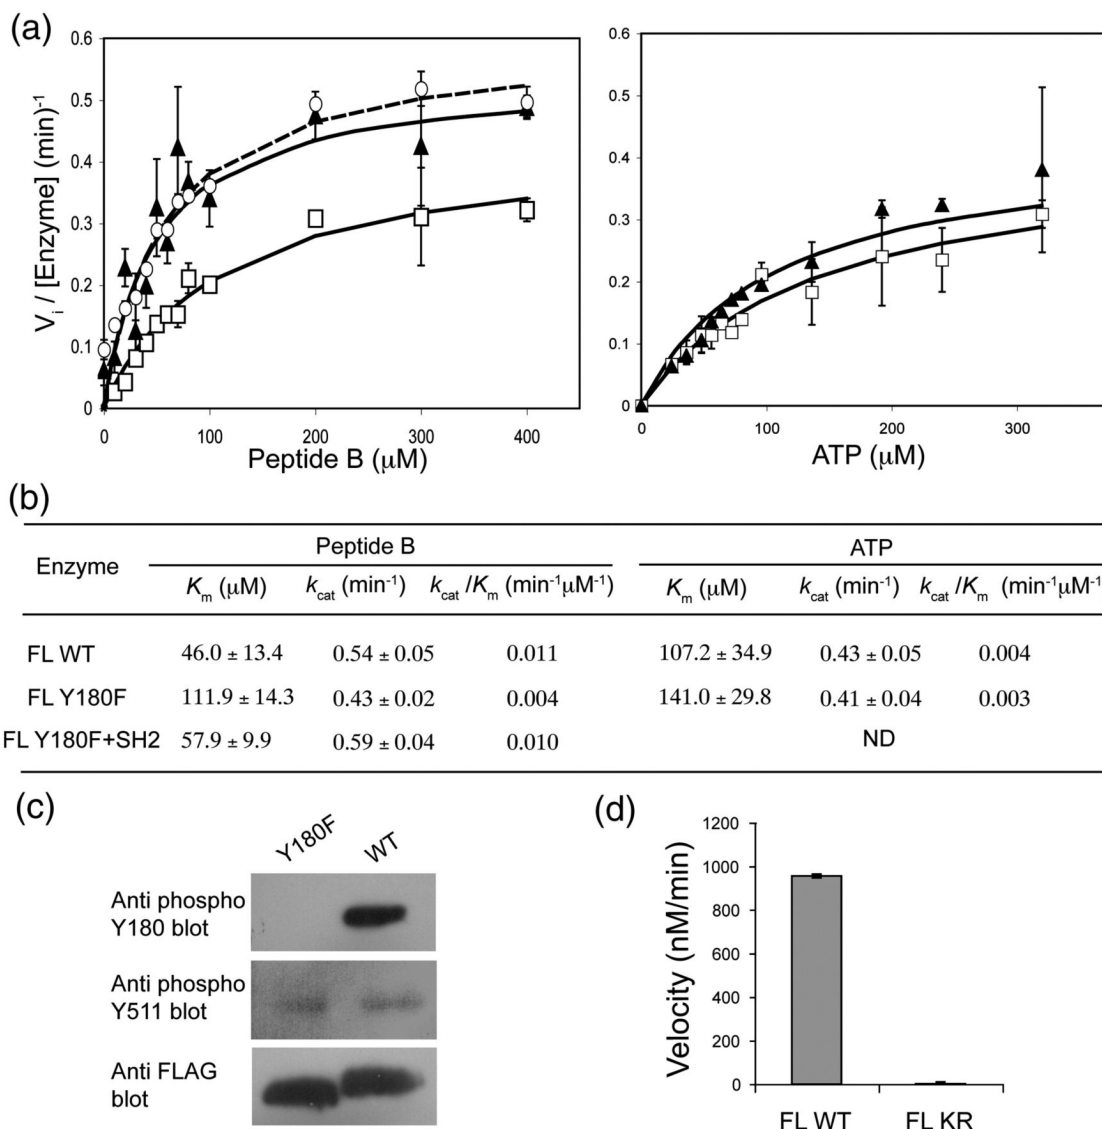 (a)
0.6
0.5
0.4
0.3
0.2
0.1
0
V_i / [Enzyme] (min)⁻¹
0 100 200 300 400
Peptide B (μM)
0.6
0.5
0.4
0.3
0.2
0.1
0
0 100 200 300
ATP (μM)
(b)
Enzyme Peptide B ATP
K_m (μM) k_cat (min⁻¹) k_cat /K_m (min⁻¹μM⁻¹) K_m (μM) k_cat (min⁻¹) k_cat /K_m (min⁻¹μM⁻¹)
FL WT 46.0 ± 13.4 0.54 ± 0.05 0.011 107.2 ± 34.9 0.43 ± 0.05 0.004
FL Y180F 111.9 ± 14.3 0.43 ± 0.02 0.004 141.0 ± 29.8 0.41 ± 0.04 0.003
FL Y180F+SH2 57.9 ± 9.9 0.59 ± 0.04 0.010 ND
(c)
Y180F WT
Anti phospho
Y180 blot
Anti phospho
Y511 blot
Anti FLAG
blot
(d)
Velocity (nM/min)
1200
1000
800
600
400
200
0
FL WT FL KR